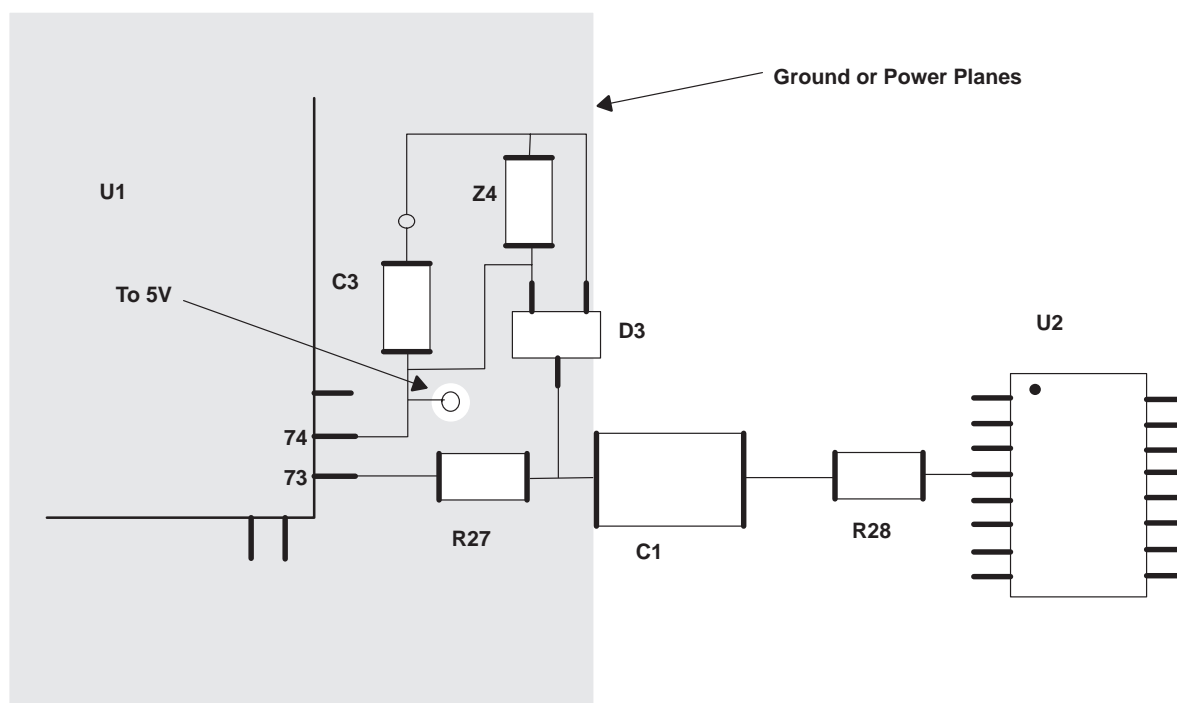 Ground or Power Planes
U1
Z4
C3
To 5V
D3
U2
74
73
R27
C1
R28